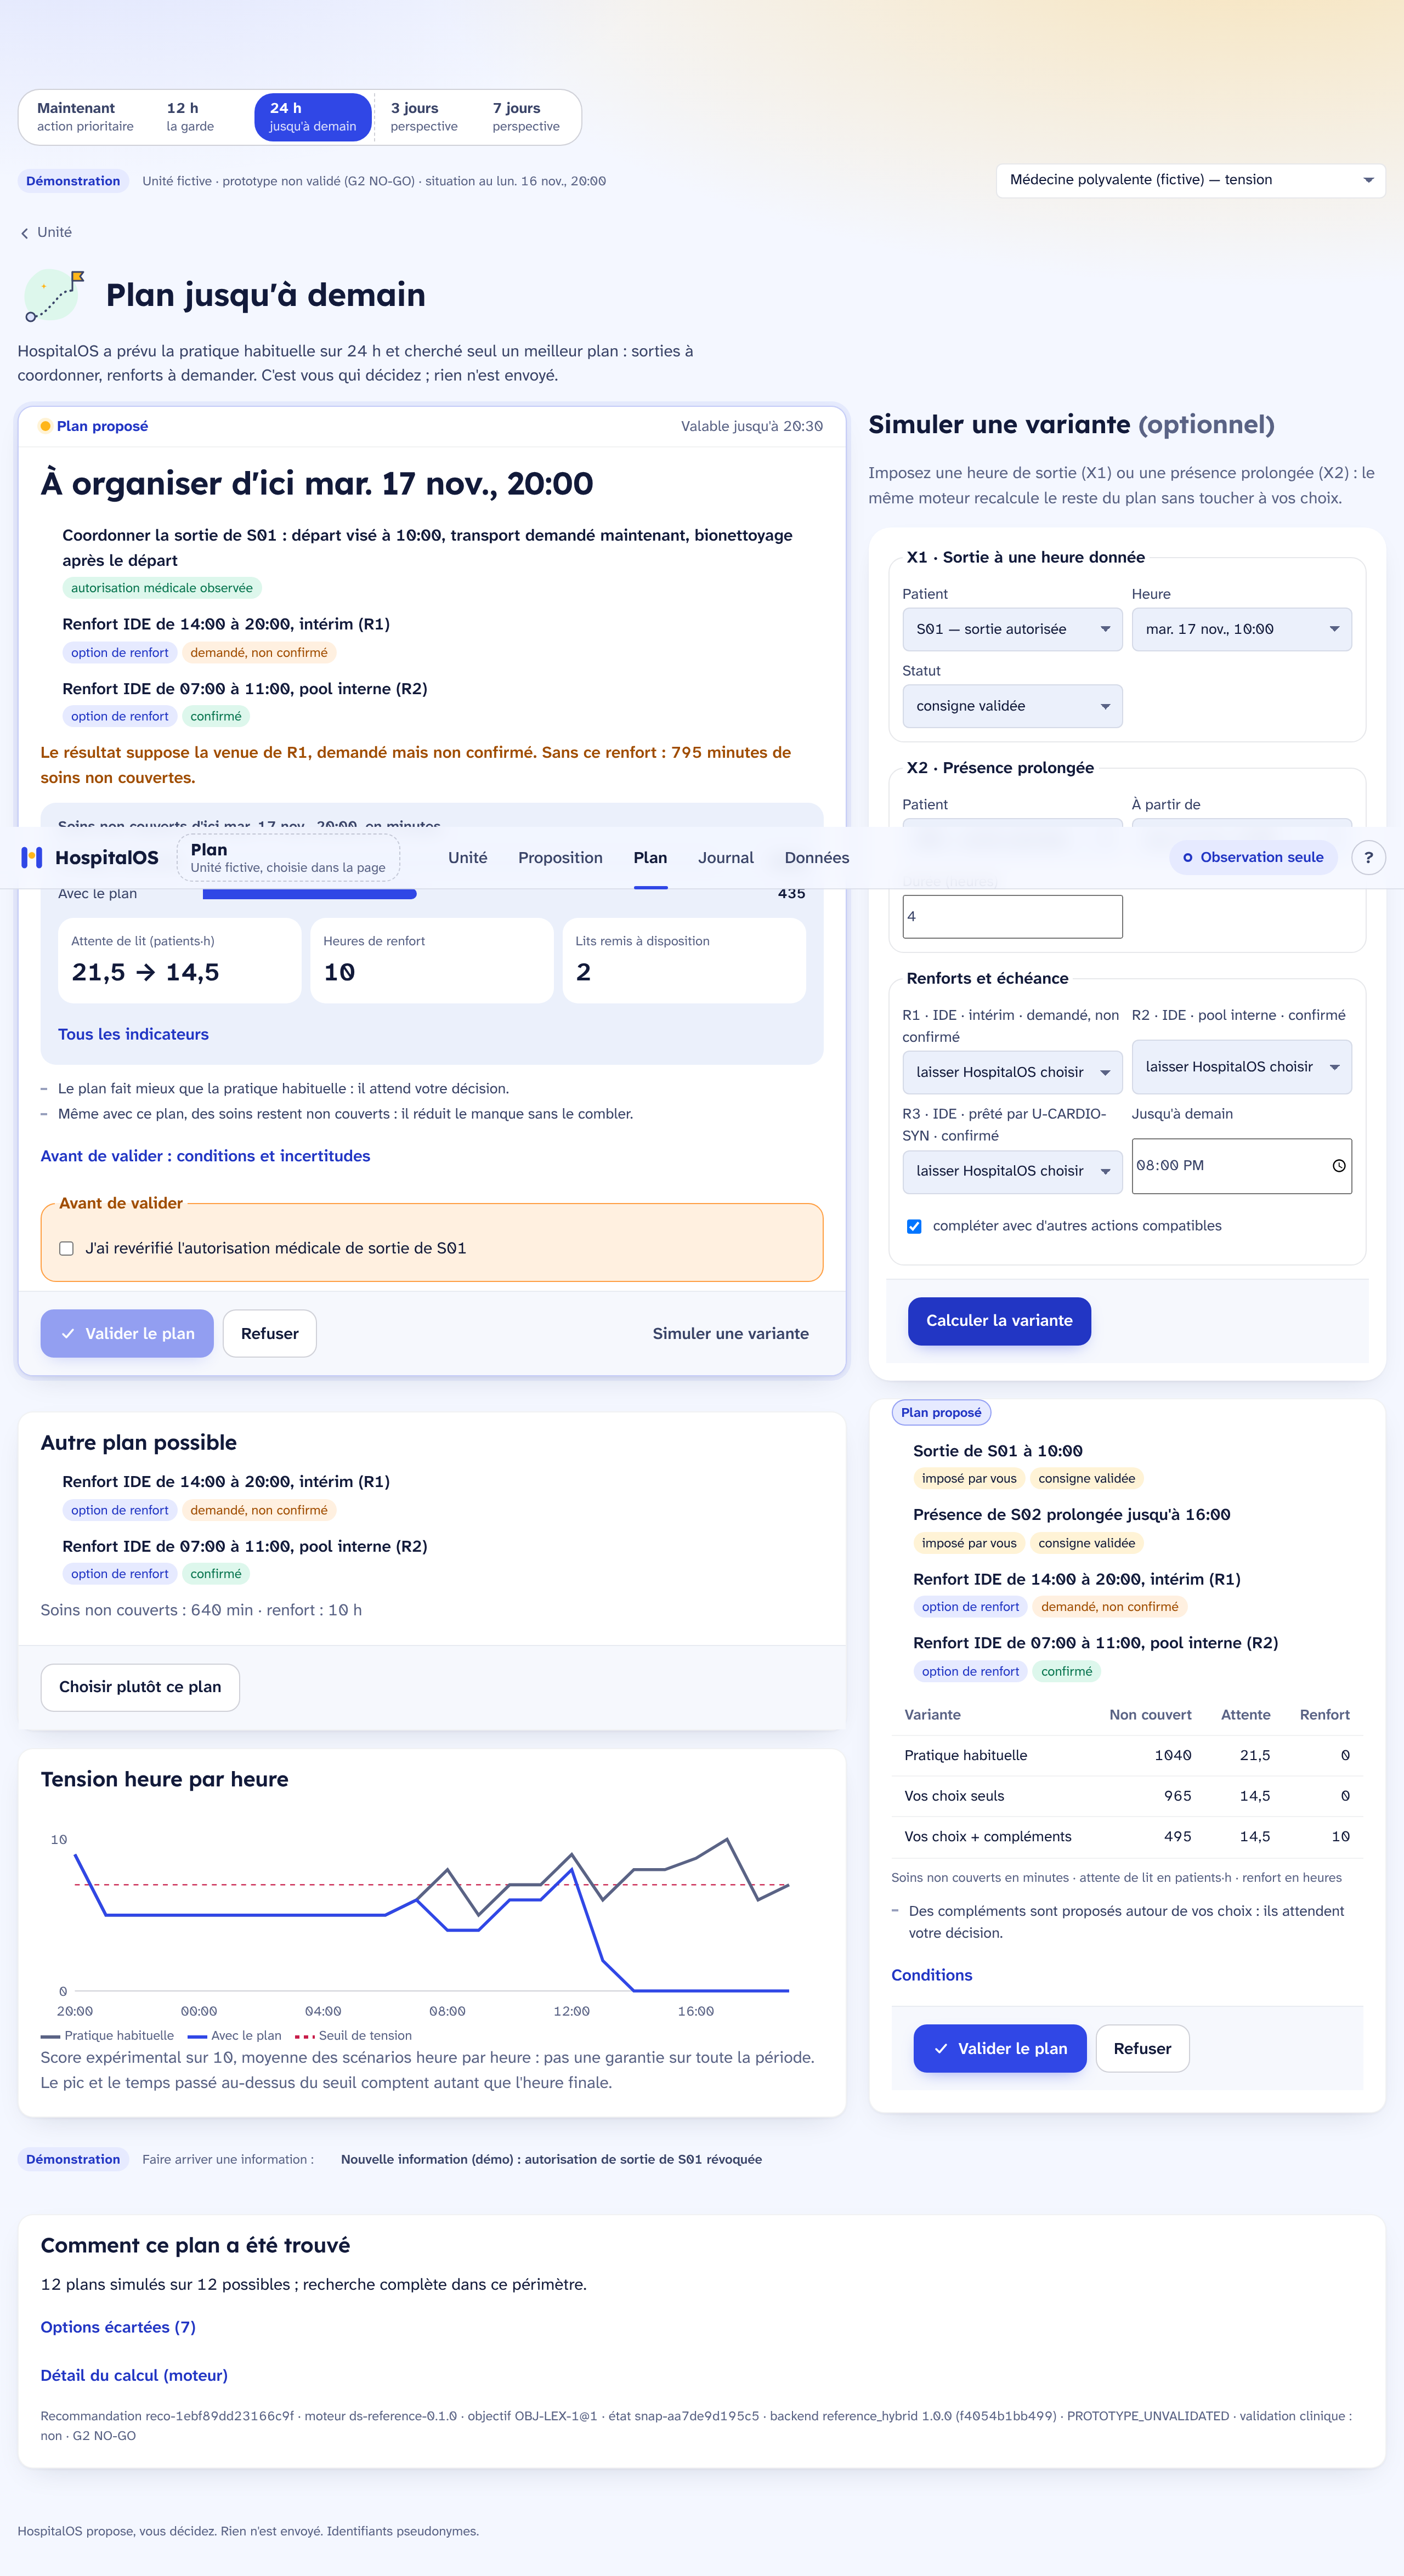 Maintenant
action prioritaire
12 h
la garde
24 h
jusqu'à demain
3 jours
perspective
7 jours
perspective
Démonstration
Unité fictive · prototype non validé (G2 NO-GO) · situation au lun. 16 nov., 20:00
Médecine polyvalente (fictive) — tension
Unité
Plan jusqu'à demain
HospitalOS a prévu la pratique habituelle sur 24 h et cherché seul un meilleur plan : sorties à
coordonner, renforts à demander. C'est vous qui décidez ; rien n'est envoyé.
Plan proposé
Valable jusqu'à 20:30
À organiser d'ici mar. 17 nov., 20:00
Coordonner la sortie de S01 : départ visé à 10:00, transport demandé maintenant, bionettoyage
après le départ
autorisation médicale observée
Renfort IDE de 14:00 à 20:00, intérim (R1)
option de renfort
demandé, non confirmé
Renfort IDE de 07:00 à 11:00, pool interne (R2)
option de renfort
confirmé
Le résultat suppose la venue de R1, demandé mais non confirmé. Sans ce renfort : 795 minutes de
soins non couvertes.
Soins non couverts d'ici mar. 17 nov., 20:00, en minutes
HospitalOS
Plan
Unité fictive, choisie dans la page
Unité
Proposition
Plan
Journal
Données
Observation seule
?
Avec le plan
435
Attente de lit (patients·h)
21,5 → 14,5
Heures de renfort
10
Lits remis à disposition
2
Tous les indicateurs
– Le plan fait mieux que la pratique habituelle : il attend votre décision.
– Même avec ce plan, des soins restent non couverts : il réduit le manque sans le combler.
Avant de valider : conditions et incertitudes
Avant de valider
J'ai revérifié l'autorisation médicale de sortie de S01
Valider le plan
Refuser
Simuler une variante
Simuler une variante (optionnel)
Imposez une heure de sortie (X1) ou une présence prolongée (X2) : le
même moteur recalcule le reste du plan sans toucher à vos choix.
X1 · Sortie à une heure donnée
Patient
Heure
S01 — sortie autorisée
mar. 17 nov., 10:00
Statut
consigne validée
X2 · Présence prolongée
Patient
À partir de
Durée (heures)
4
Renforts et échéance
R1 · IDE · intérim · demandé, non
confirmé
R2 · IDE · pool interne · confirmé
laisser HospitalOS choisir
laisser HospitalOS choisir
R3 · IDE · prêté par U-CARDIO-
SYN · confirmé
Jusqu'à demain
laisser HospitalOS choisir
08:00 PM
compléter avec d'autres actions compatibles
Calculer la variante
Autre plan possible
Renfort IDE de 14:00 à 20:00, intérim (R1)
option de renfort
demandé, non confirmé
Renfort IDE de 07:00 à 11:00, pool interne (R2)
option de renfort
confirmé
Soins non couverts : 640 min · renfort : 10 h
Choisir plutôt ce plan
Tension heure par heure
10
0
20:00
00:00
04:00
08:00
12:00
16:00
Pratique habituelle
Avec le plan
Seuil de tension
Score expérimental sur 10, moyenne des scénarios heure par heure : pas une garantie sur toute la période.
Le pic et le temps passé au-dessus du seuil comptent autant que l'heure finale.
Plan proposé
Sortie de S01 à 10:00
imposé par vous
consigne validée
Présence de S02 prolongée jusqu'à 16:00
imposé par vous
consigne validée
Renfort IDE de 14:00 à 20:00, intérim (R1)
option de renfort
demandé, non confirmé
Renfort IDE de 07:00 à 11:00, pool interne (R2)
option de renfort
confirmé
Variante Non couvert Attente Renfort
Pratique habituelle 1040 21,5 0
Vos choix seuls 965 14,5 0
Vos choix + compléments 495 14,5 10
Soins non couverts en minutes · attente de lit en patients·h · renfort en heures
– Des compléments sont proposés autour de vos choix : ils attendent
votre décision.
Conditions
Valider le plan
Refuser
Démonstration
Faire arriver une information :
Nouvelle information (démo) : autorisation de sortie de S01 révoquée
Comment ce plan a été trouvé
12 plans simulés sur 12 possibles ; recherche complète dans ce périmètre.
Options écartées (7)
Détail du calcul (moteur)
Recommandation reco-1ebf89dd23166c9f · moteur ds-reference-0.1.0 · objectif OBJ-LEX-1@1 · état snap-aa7de9d195c5 · backend reference_hybrid 1.0.0 (f4054b1bb499) · PROTOTYPE_UNVALIDATED · validation clinique :
non · G2 NO-GO
HospitalOS propose, vous décidez. Rien n'est envoyé. Identifiants pseudonymes.